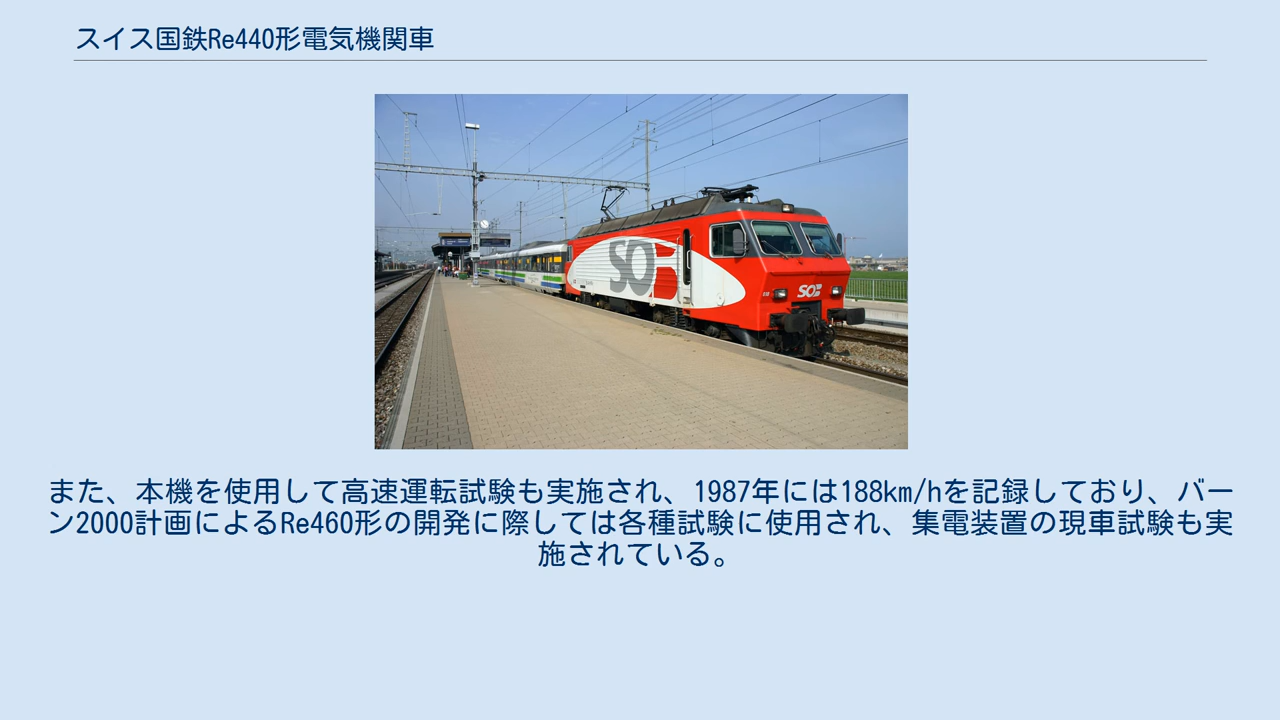 スイス国鉄Re440形電気機関車
SOB
SOB
また、本機を使用して高速運転試験も実施され、1987年には188km/hを記録しており、バー
ン2000計画によるRe460形の開発に際しては各種試験に使用され、集電装置の現車試験も実
施されている。